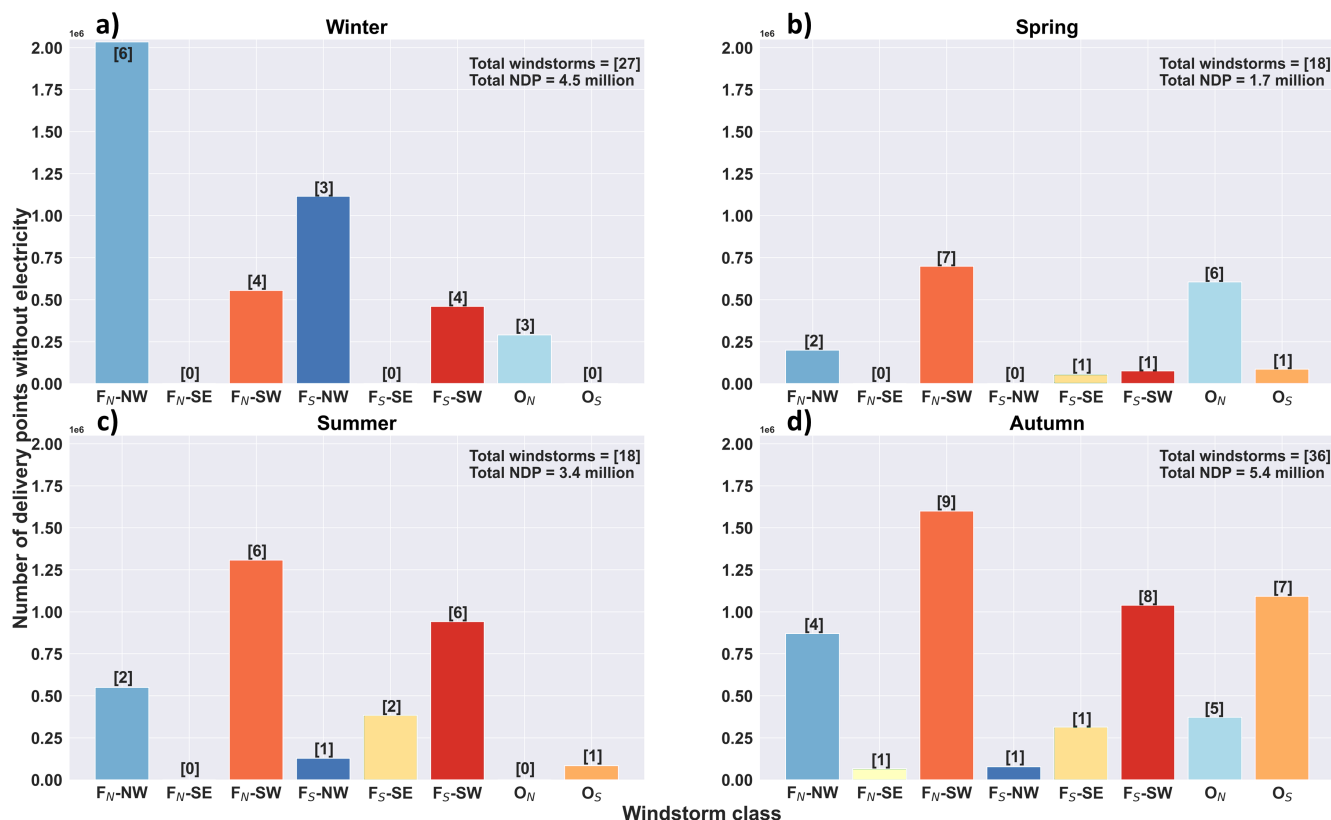 a)
Winter
1e6
2.00
1.75
1.50
1.25
1.00
0.75
0.50
0.25
0.00
[6]
[0]
[4]
[3]
[0]
[4]
[3]
[0]
Total windstorms = [27]
Total NDP = 4.5 million
F_N-NW F_N-SE F_N-SW F_S-NW F_S-SE F_S-SW O_N O_S
b)
Spring
1e6
2.00
1.75
1.50
1.25
1.00
0.75
0.50
0.25
0.00
[2]
[0]
[7]
[0]
[1]
[1]
[6]
[1]
Total windstorms = [18]
Total NDP = 1.7 million
F_N-NW F_N-SE F_N-SW F_S-NW F_S-SE F_S-SW O_N O_S
c)
Summer
1e6
2.00
1.75
1.50
1.25
1.00
0.75
0.50
0.25
0.00
[2]
[0]
[6]
[1]
[2]
[6]
[0]
[1]
Total windstorms = [18]
Total NDP = 3.4 million
F_N-NW F_N-SE F_N-SW F_S-NW F_S-SE F_S-SW O_N O_S
d)
Autumn
1e6
2.00
1.75
1.50
1.25
1.00
0.75
0.50
0.25
0.00
[4]
[1]
[9]
[1]
[1]
[8]
[5]
[7]
Total windstorms = [36]
Total NDP = 5.4 million
F_N-NW F_N-SE F_N-SW F_S-NW F_S-SE F_S-SW O_N O_S
Number of delivery points without electricity
Windstorm class